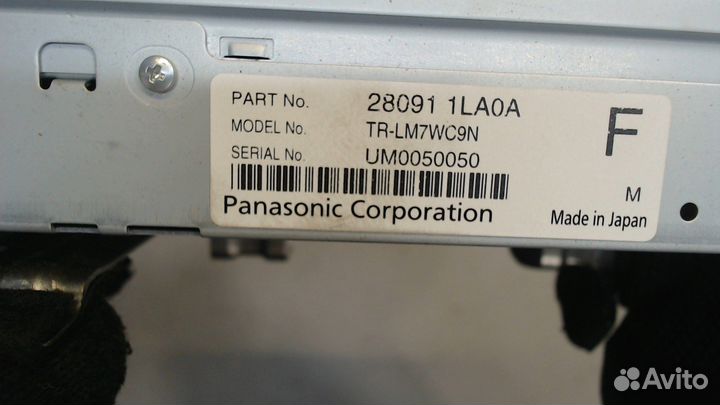 PART No. 28091 1LA0A
MODEL No. TR-LM7WC9N
SERIAL No. UM0050050
F
M
Panasonic Corporation
Made in Japan
Avito